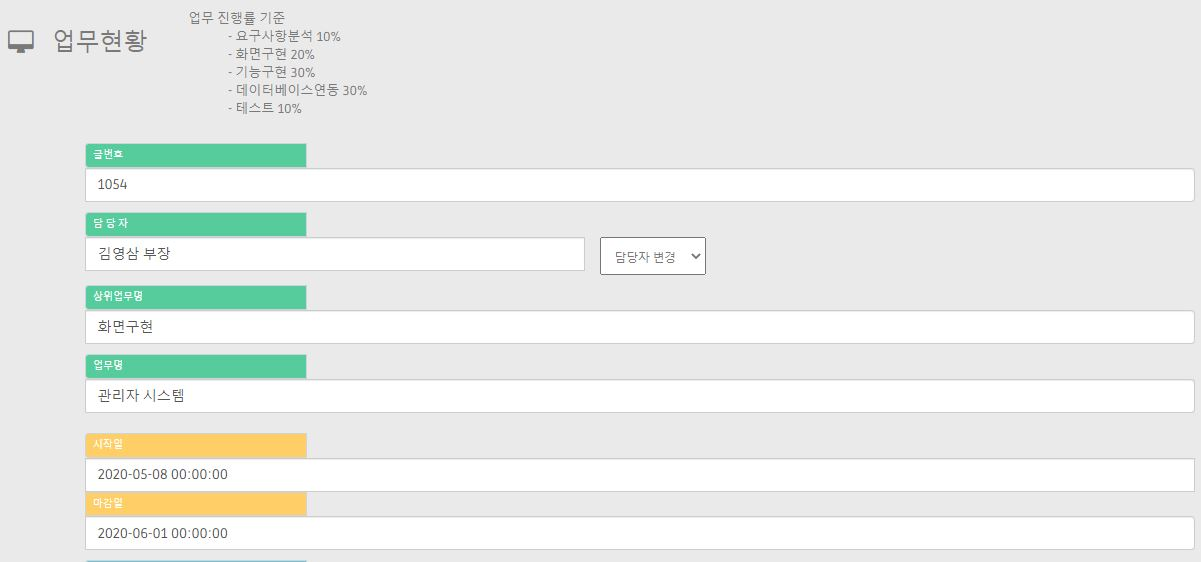 업무현황
업무 진행률 기준
- 요구사항분석 10%
- 화면구현 20%
- 기능구현 30%
- 데이터베이스연동 30%
- 테스트 10%
글번호
1054
담당자
김영삼 부장
담당자 변경
상위업무명
화면구현
업무명
관리자 시스템
시작일
2020-05-08 00:00:00
마감일
2020-06-01 00:00:00